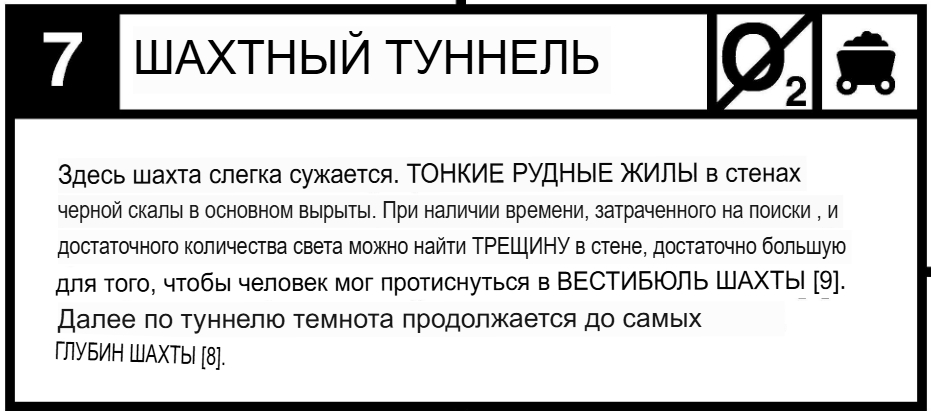 7
ШАХТНЫЙ ТУННЕЛЬ
O2
Здесь шахта слегка сужается. ТОНКИЕ РУДНЫЕ ЖИЛЫ в стенах
черной скалы в основном вырыты. При наличии времени, затраченного на поиски , и
достаточного количества света можно найти ТРЕЩИНУ в стене, достаточно большую
для того, чтобы человек мог протиснуться в ВЕСТИБЮЛЬ ШАХТЫ [9].
Далее по туннелю темнота продолжается до самых
ГЛУБИН ШАХТЫ [8].